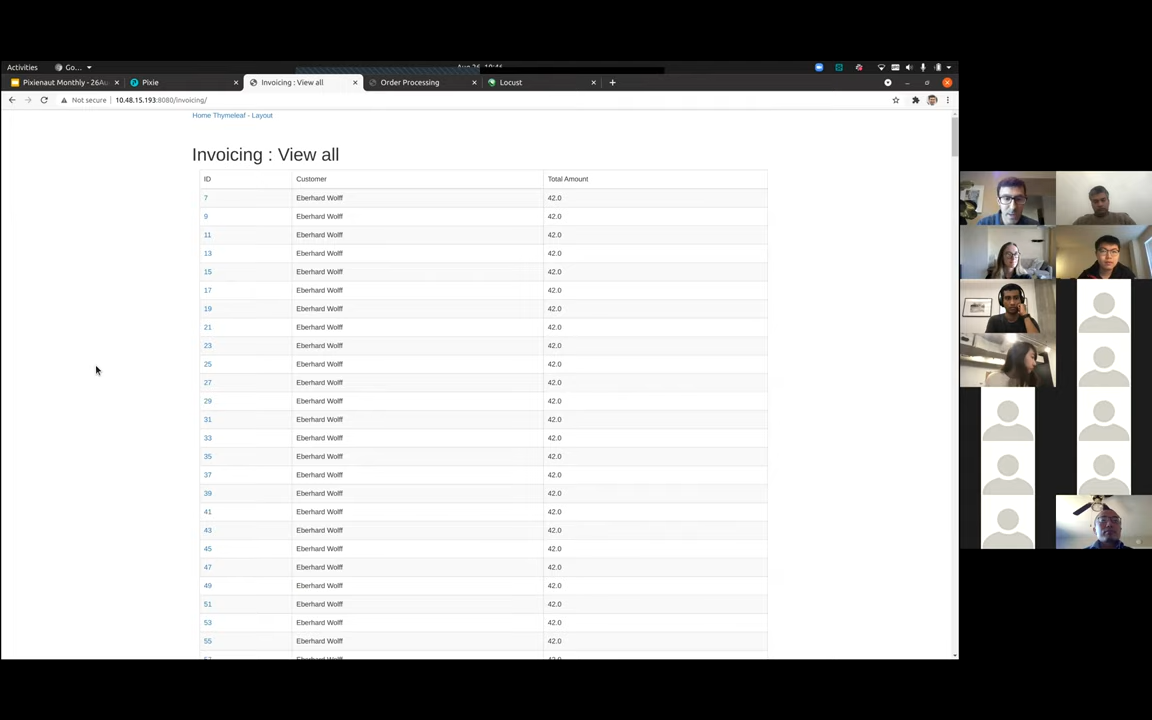 Activities Go...
Pixienaut Monthly - 26Au Pixie Invoicing : View all Order Processing Locust
Not secure 10.48.15.193:8080/invoicing/
Home Thymeleaf - Layout
Invoicing : View all
ID Customer Total Amount
7 Eberhard Wolff 42.0
9 Eberhard Wolff 42.0
11 Eberhard Wolff 42.0
13 Eberhard Wolff 42.0
15 Eberhard Wolff 42.0
17 Eberhard Wolff 42.0
19 Eberhard Wolff 42.0
21 Eberhard Wolff 42.0
23 Eberhard Wolff 42.0
25 Eberhard Wolff 42.0
27 Eberhard Wolff 42.0
29 Eberhard Wolff 42.0
31 Eberhard Wolff 42.0
33 Eberhard Wolff 42.0
35 Eberhard Wolff 42.0
37 Eberhard Wolff 42.0
39 Eberhard Wolff 42.0
41 Eberhard Wolff 42.0
43 Eberhard Wolff 42.0
45 Eberhard Wolff 42.0
47 Eberhard Wolff 42.0
49 Eberhard Wolff 42.0
51 Eberhard Wolff 42.0
53 Eberhard Wolff 42.0
55 Eberhard Wolff 42.0